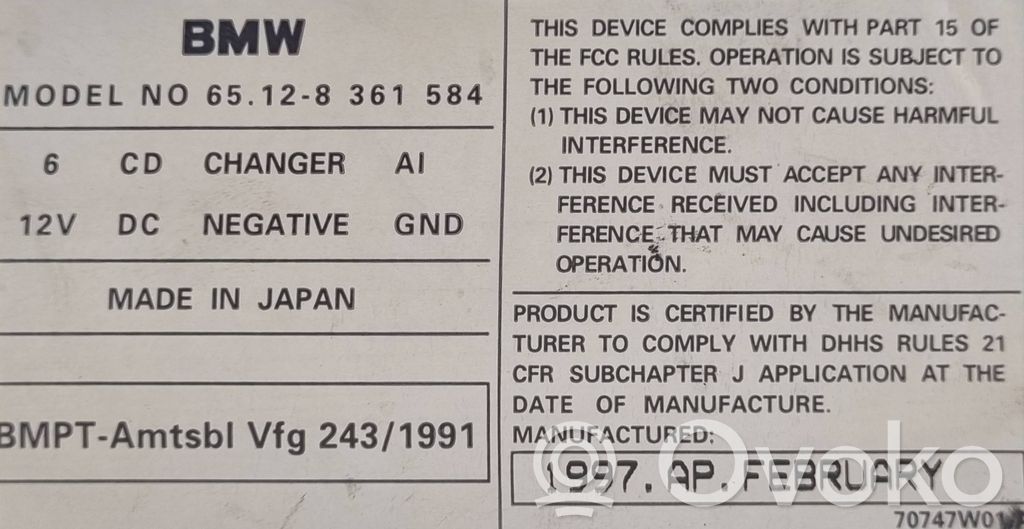 BMW
MODEL NO 65.12-8 361 584
6 CD CHANGER AI
12V DC NEGATIVE GND
MADE IN JAPAN
BMPT-Amtsbl Vfg 243/1991
THIS DEVICE COMPLIES WITH PART 15 OF
THE FCC RULES. OPERATION IS SUBJECT TO
THE FOLLOWING TWO CONDITIONS:
(1) THIS DEVICE MAY NOT CAUSE HARMFUL
INTERFERENCE.
(2) THIS DEVICE MUST ACCEPT ANY INTER-
FERENCE RECEIVED INCLUDING INTER-
FERENCE THAT MAY CAUSE UNDESIRED
OPERATION.
PRODUCT IS CERTIFIED BY THE MANUFAC-
TURER TO COMPLY WITH DHHS RULES 21
CFR SUBCHAPTER J APPLICATION AT THE
DATE OF MANUFACTURE.
MANUFACTURED:
1997. AP. FEBRUARY
Ovoko
70747W01